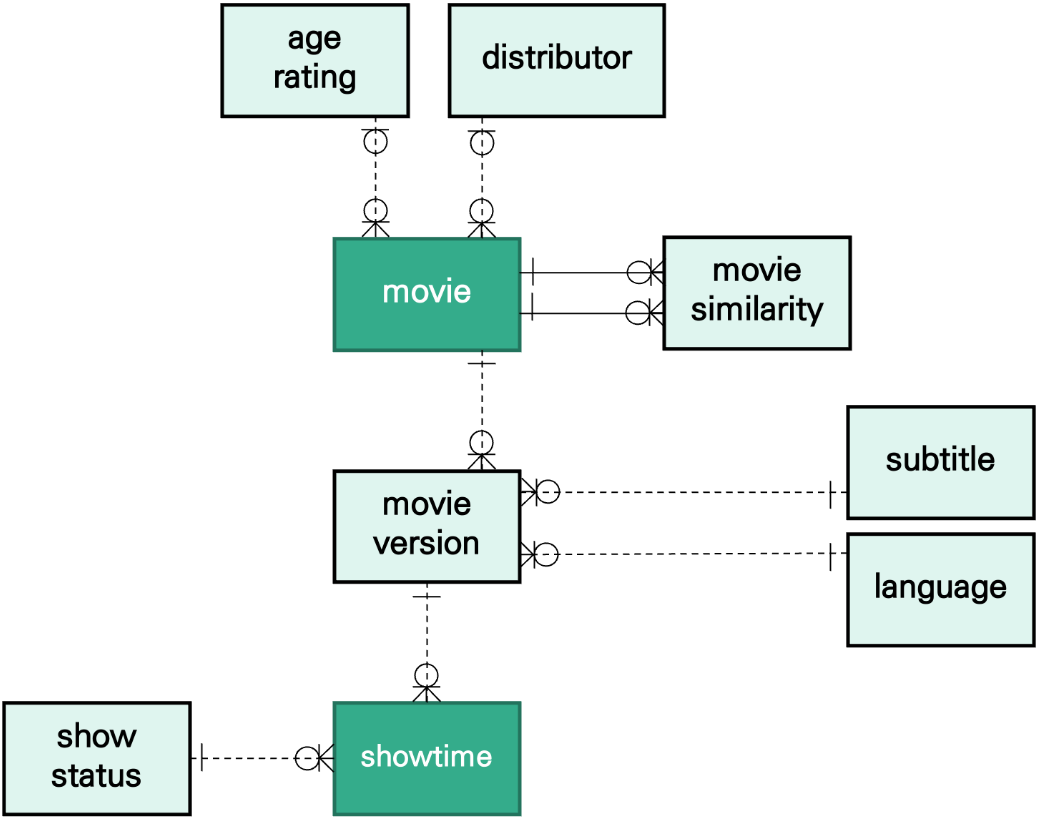 age
rating
distributor
movie
movie
similarity
subtitle
movie
version
language
show
status
showtime